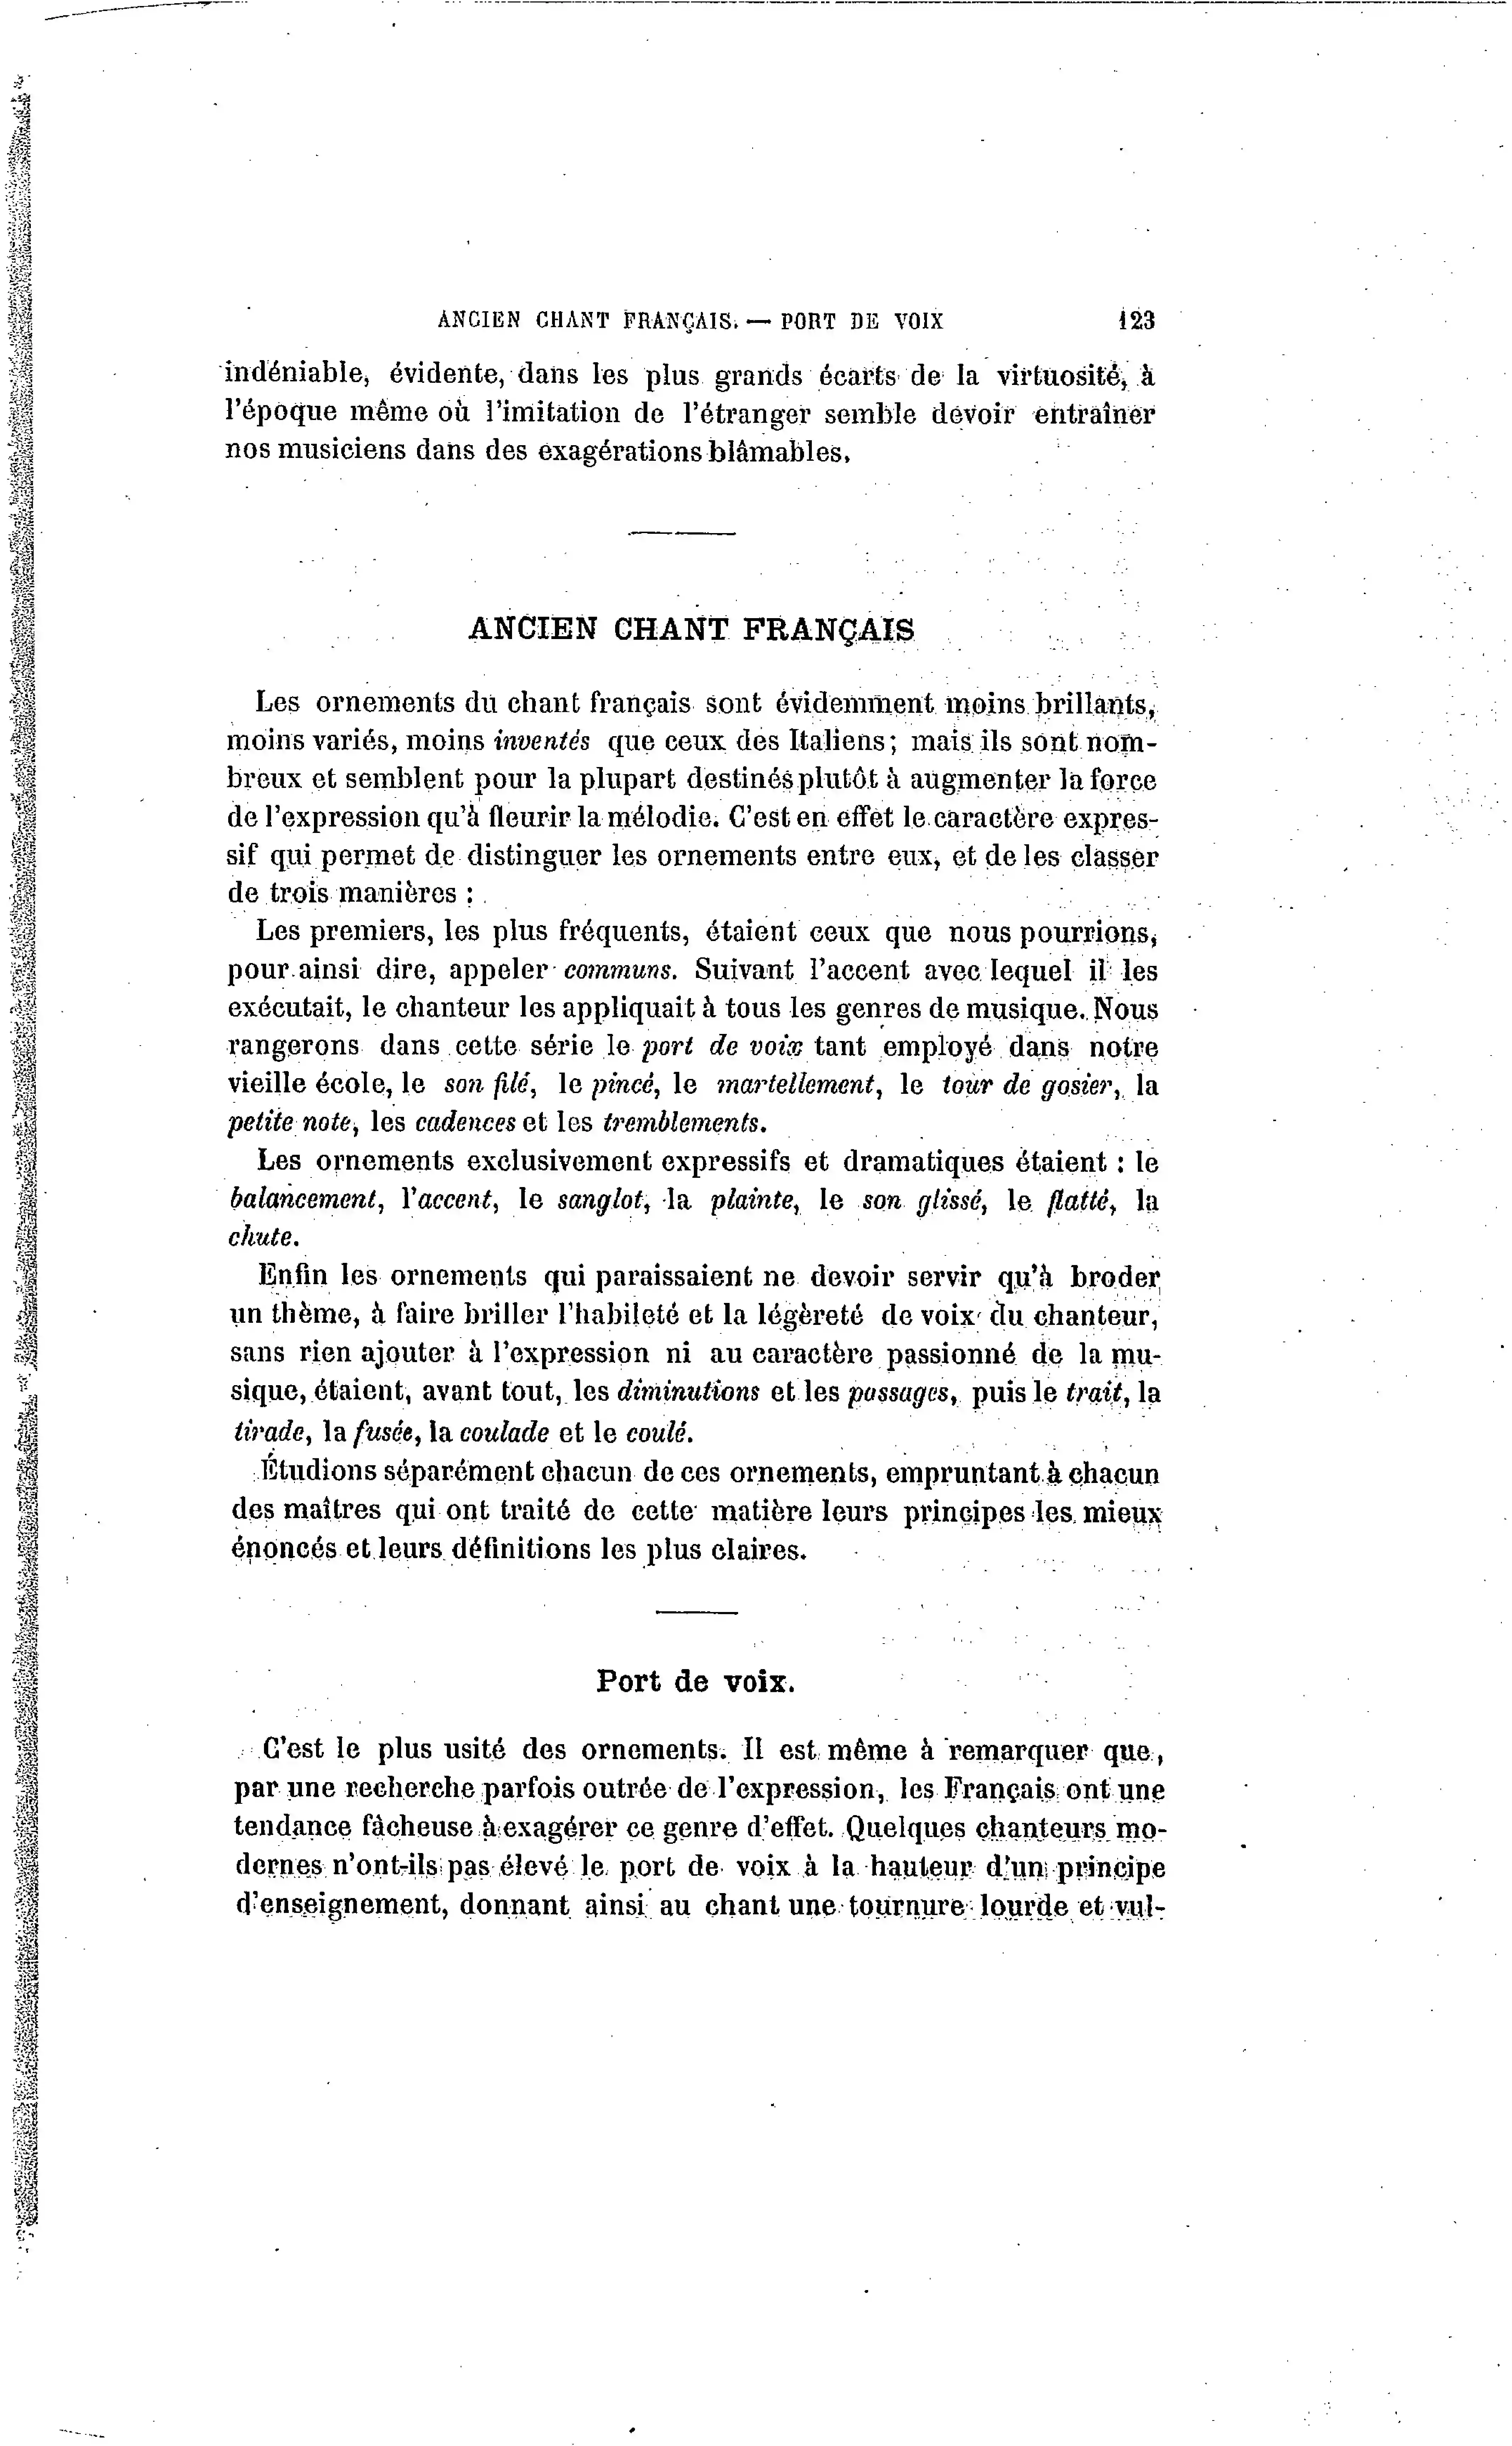 ANCIEN CHANT FRANÇAIS. — PORT DE VOIX 123
indéniable, évidente, dans les plus grands écarts de la virtuosité, à
l'époque même où l'imitation de l'étranger semble devoir entraîner
nos musiciens dans des exagérations blâmables.
ANCIEN CHANT FRANÇAIS
Les ornements du chant français sont évidemment moins brillants,
moins variés, moins inventés que ceux des Italiens; mais ils sont nom-
breux et semblent pour la plupart destinés plutôt à augmenter la force
de l'expression qu'à fleurir la mélodie. C'est en effet le caractère expres-
sif qui permet de distinguer les ornements entre eux, et de les classer
de trois manières :
Les premiers, les plus fréquents, étaient ceux que nous pourrions,
pour ainsi dire, appeler communs. Suivant l'accent avec lequel il les
exécutait, le chanteur les appliquait à tous les genres de musique. Nous
rangerons dans cette série le port de voix tant employé dans notre
vieille école, le son filé, le pincé, le martellement, le tour de gosier, la
petite note, les cadences et les tremblements.
Les ornements exclusivement expressifs et dramatiques étaient : le
balancement, l'accent, le sanglot, la plainte, le son glissé, le flatté, la
chute.
Enfin les ornements qui paraissaient ne devoir servir qu'à broder
un thème, à faire briller l'habileté et la légèreté de voix du chanteur,
sans rien ajouter à l'expression ni au caractère passionné de la mu-
sique, étaient, avant tout, les diminutions et les passages, puis le trait, la
tirade, la fusée, la coulade et le coulé.
Étudions séparément chacun de ces ornements, empruntant à chacun
des maîtres qui ont traité de cette matière leurs principes les mieux
énoncés et leurs définitions les plus claires.
Port de voix.
C'est le plus usité des ornements. Il est même à remarquer que,
par une recherche parfois outrée de l'expression, les Français ont une
tendance fâcheuse à exagérer ce genre d'effet. Quelques chanteurs mo-
dernes n'ont-ils pas élevé le port de voix à la hauteur d'un principe
d'enseignement, donnant ainsi au chant une tournure lourde et vul-